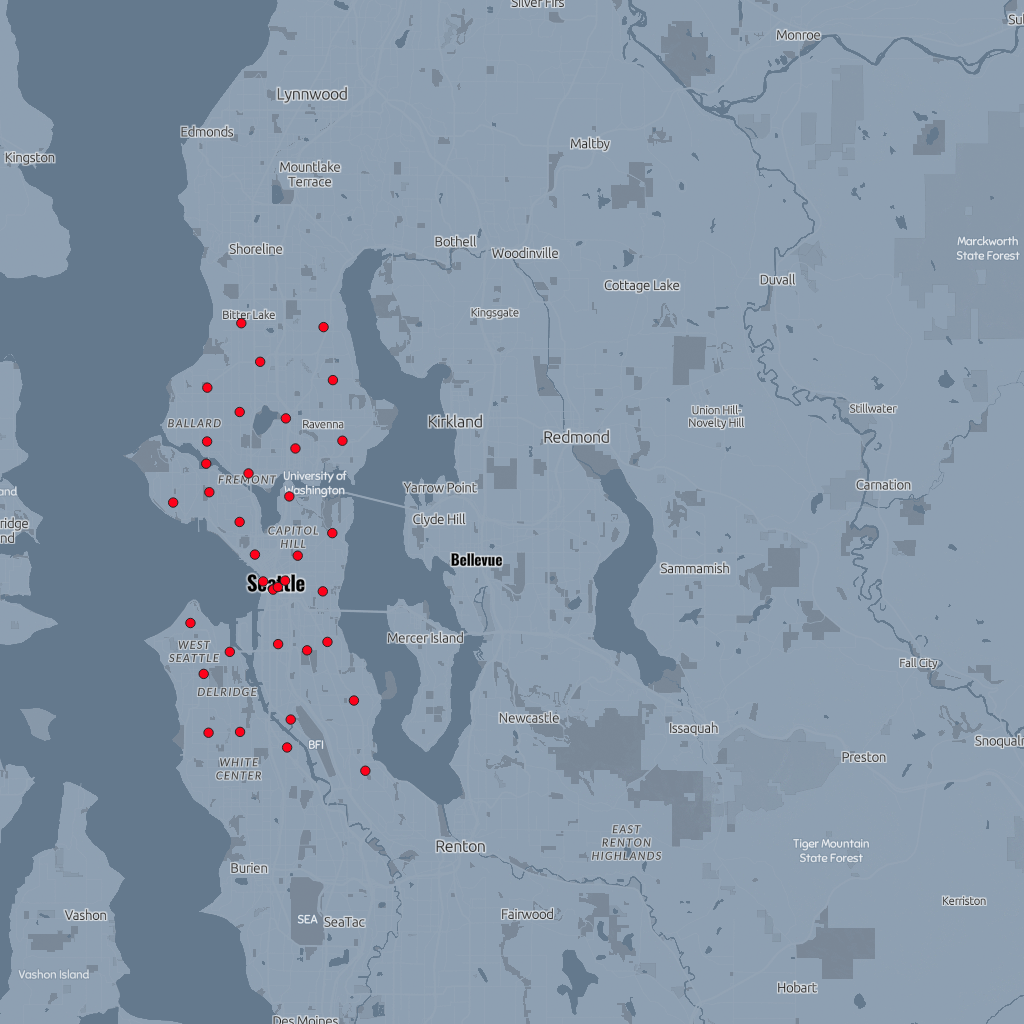 Silver Firs
Monroe
Lynnwood
Edmonds
Maltby
Kingston
Mountlake
Terrace
Shoreline
Bothell
Woodinville
Marckworth
State Forest
Cottage Lake
Duvall
Bitter Lake
Kingsgate
BALLARD
Ravenna
Kirkland
Redmond
Union Hill-
Novelty Hill
Stillwater
FREMONT
University of
Washington
Yarrow Point
Carnation
Clyde Hill
CAPITOL
HILL
Bellevue
Sammamish
Seattle
Mercer Island
WEST
SEATTLE
DELRIDGE
Fall City
Newcastle
Issaquah
BFI
Preston
WHITE
CENTER
EAST
RENTON
HIGHLANDS
Renton
Tiger Mountain
State Forest
Burien
Kerriston
Vashon
SEA
SeaTac
Fairwood
Vashon Island
Hobart
Des Moines